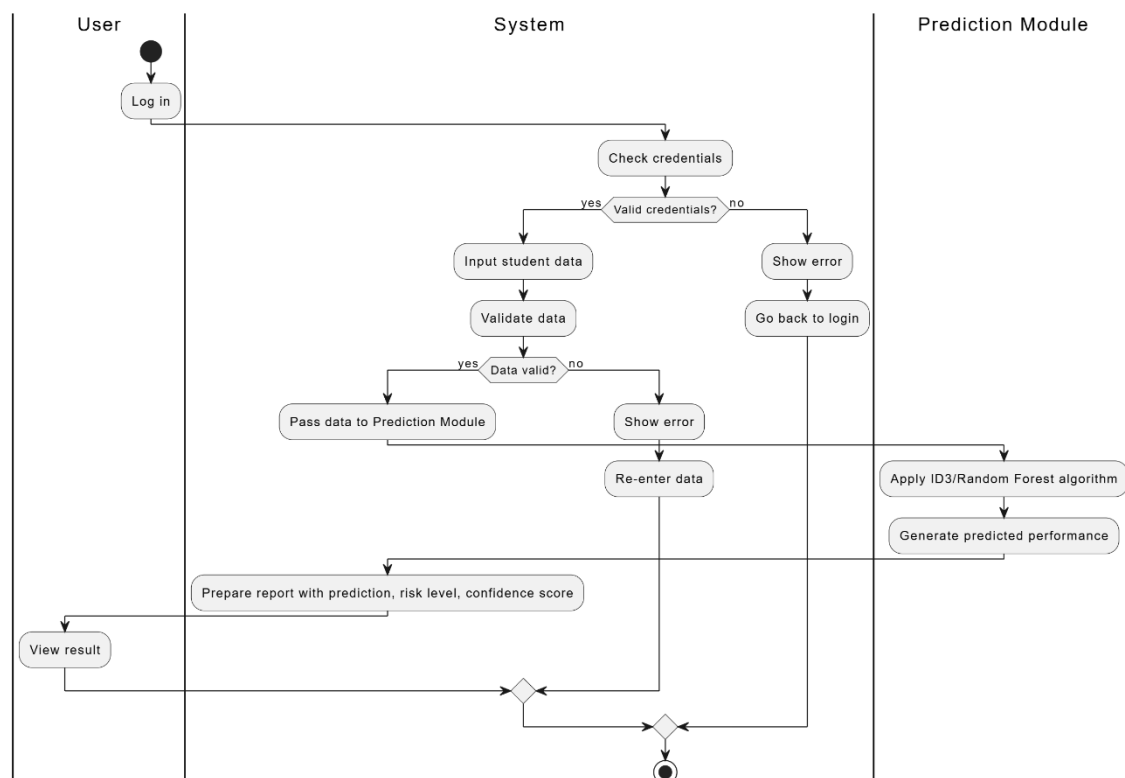 User
System
Prediction Module
Log in
Check credentials
yes
Valid credentials?
no
Input student data
Show error
Validate data
Go back to login
yes
Data valid?
no
Pass data to Prediction Module
Show error
Re-enter data
Apply ID3/Random Forest algorithm
Generate predicted performance
Prepare report with prediction, risk level, confidence score
View result